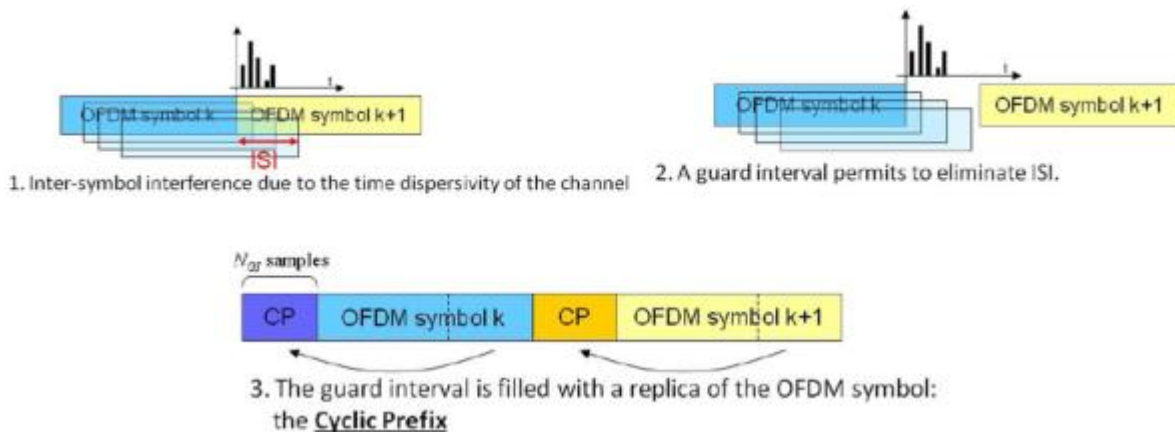 t
OFDM symbol k
OFDM symbol k+1
ISI
1. Inter-symbol interference due to the time dispersivity of the channel
t
OFDM symbol k
OFDM symbol k+1
2. A guard interval permits to eliminate ISI.
N_GI samples
CP
OFDM symbol k
CP
OFDM symbol k+1
3. The guard interval is filled with a replica of the OFDM symbol:
the Cyclic Prefix